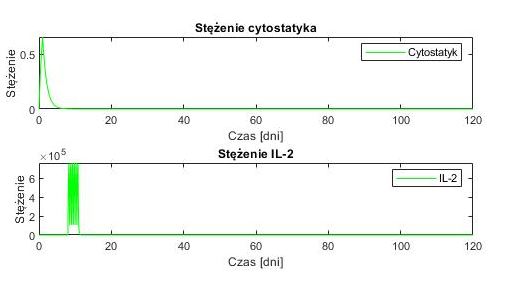 Stężenie cytostatyka
Stężenie
0.5
0
Cytostatyk
0 20 40 60 80 100 120
Czas [dni]
Stężenie IL-2
×10^5
Stężenie
6
4
2
0
IL-2
0 20 40 60 80 100 120
Czas [dni]